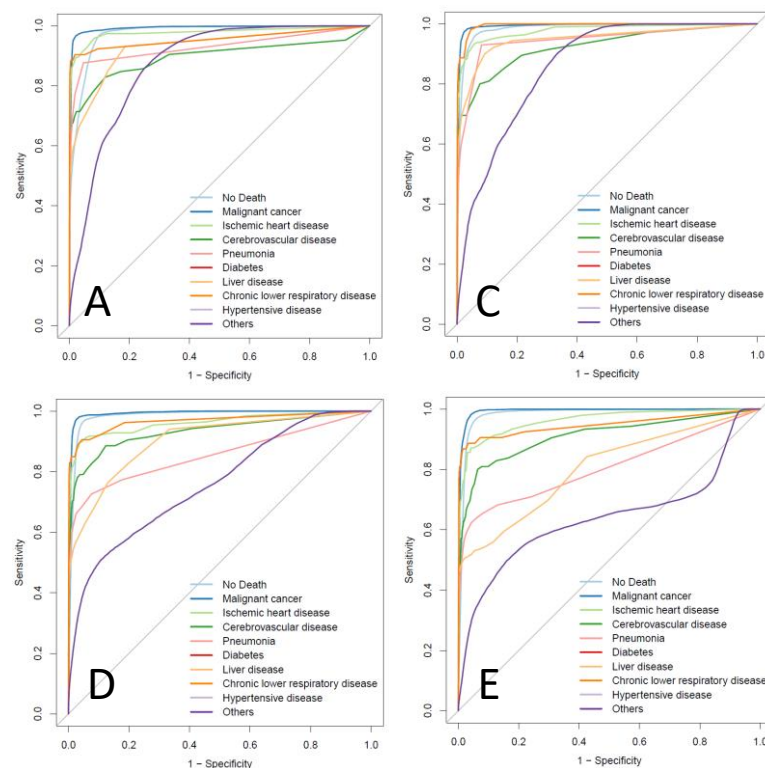 1.0
0.8
0.6
0.4
0.2
0.0
Sensitivity
No Death
Malignant cancer
Ischemic heart disease
Cerebrovascular disease
Pneumonia
Diabetes
Liver disease
Chronic lower respiratory disease
Hypertensive disease
Others
A
0.0 0.2 0.4 0.6 0.8 1.0
1 − Specificity
1.0
0.8
0.6
0.4
0.2
0.0
Sensitivity
No Death
Malignant cancer
Ischemic heart disease
Cerebrovascular disease
Pneumonia
Diabetes
Liver disease
Chronic lower respiratory disease
Hypertensive disease
Others
C
0.0 0.2 0.4 0.6 0.8 1.0
1 − Specificity
1.0
0.8
0.6
0.4
0.2
0.0
Sensitivity
No Death
Malignant cancer
Ischemic heart disease
Cerebrovascular disease
Pneumonia
Diabetes
Liver disease
Chronic lower respiratory disease
Hypertensive disease
Others
D
0.0 0.2 0.4 0.6 0.8 1.0
1 − Specificity
1.0
0.8
0.6
0.4
0.2
0.0
Sensitivity
No Death
Malignant cancer
Ischemic heart disease
Cerebrovascular disease
Pneumonia
Diabetes
Liver disease
Chronic lower respiratory disease
Hypertensive disease
Others
E
0.0 0.2 0.4 0.6 0.8 1.0
1 − Specificity